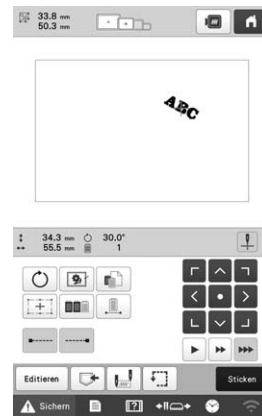 33.8 mm
50.3 mm
ABC
34.3 mm 30.0°
55.5 mm 1
Editieren
Sticken
Sichern